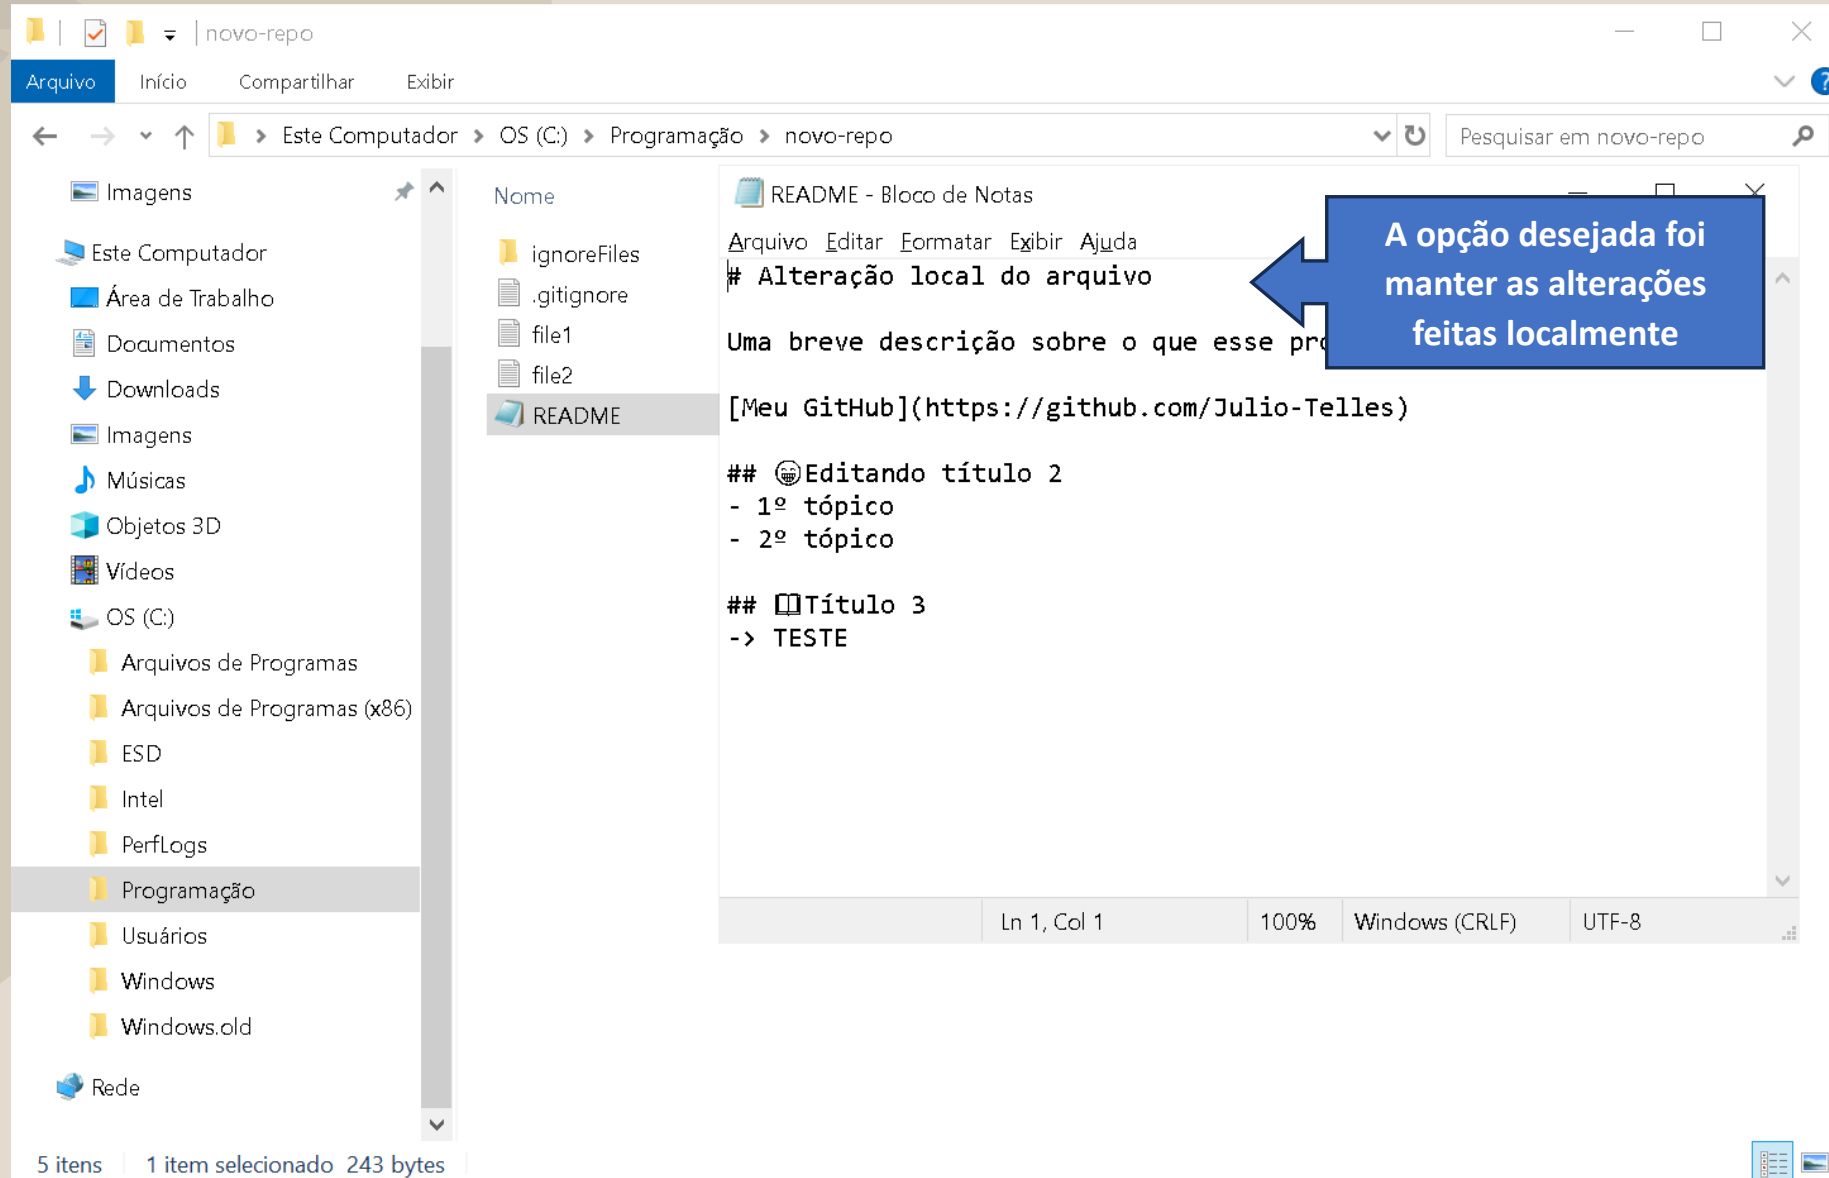 novo-repo
Arquivo Início Compartilhar Exibir
Este Computador > OS (C:) > Programação > novo-repo
Pesquisar em novo-repo
Imagens
Este Computador
Área de Trabalho
Documentos
Downloads
Imagens
Músicas
Objetos 3D
Vídeos
OS (C:)
Arquivos de Programas
Arquivos de Programas (x86)
ESD
Intel
PerfLogs
Programação
Usuários
Windows
Windows.old
Rede
Nome
ignoreFiles
.gitignore
file1
file2
README
README - Bloco de Notas
Arquivo Editar Formatar Exibir Ajuda
# Alteração local do arquivo
Uma breve descrição sobre o que esse
[Meu GitHub](https://github.com/Julio-Telles)
## 😁Editando título 2
- 1º tópico
- 2º tópico
## 📖Título 3
-> TESTE
Ln 1, Col 1 100% Windows (CRLF) UTF-8
A opção desejada foi
manter as alterações
feitas localmente
5 itens 1 item selecionado 243 bytes